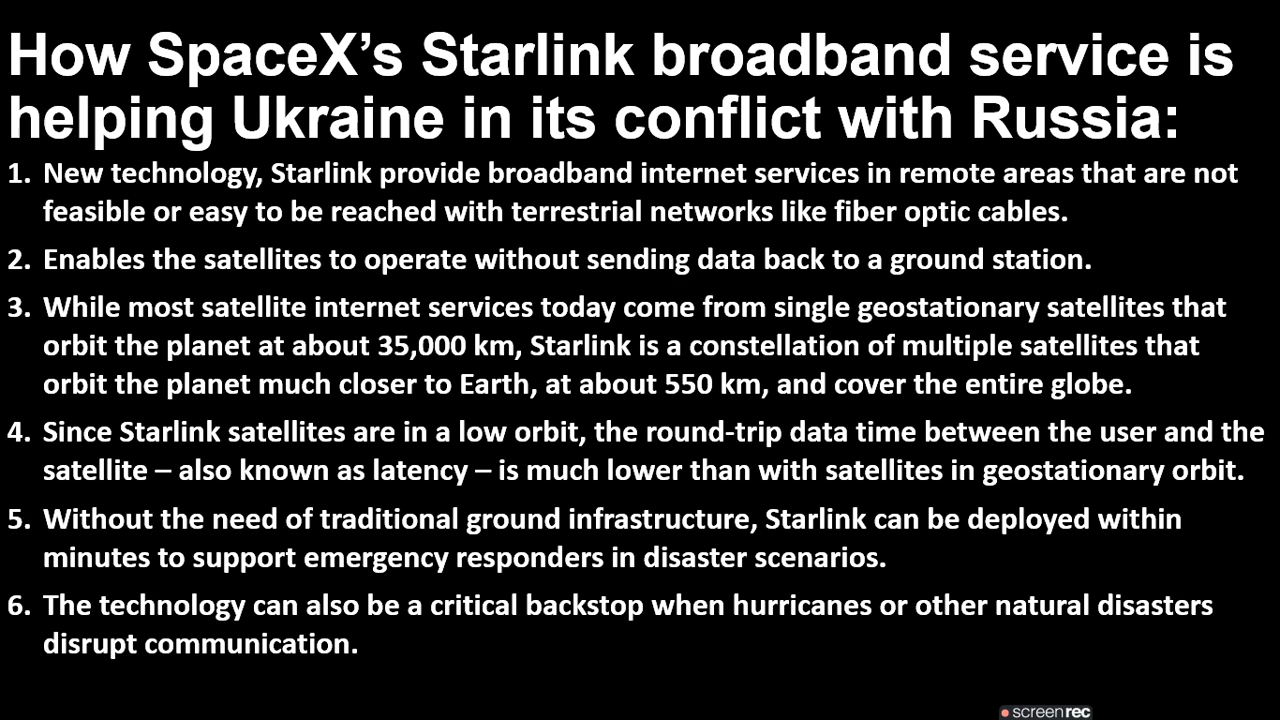 How SpaceX’s Starlink broadband service is
helping Ukraine in its conflict with Russia:
1. New technology, Starlink provide broadband internet services in remote areas that are not
feasible or easy to be reached with terrestrial networks like fiber optic cables.
2. Enables the satellites to operate without sending data back to a ground station.
3. While most satellite internet services today come from single geostationary satellites that
orbit the planet at about 35,000 km, Starlink is a constellation of multiple satellites that
orbit the planet much closer to Earth, at about 550 km, and cover the entire globe.
4. Since Starlink satellites are in a low orbit, the round-trip data time between the user and the
satellite – also known as latency – is much lower than with satellites in geostationary orbit.
5. Without the need of traditional ground infrastructure, Starlink can be deployed within
minutes to support emergency responders in disaster scenarios.
6. The technology can also be a critical backstop when hurricanes or other natural disasters
disrupt communication.
screenrec